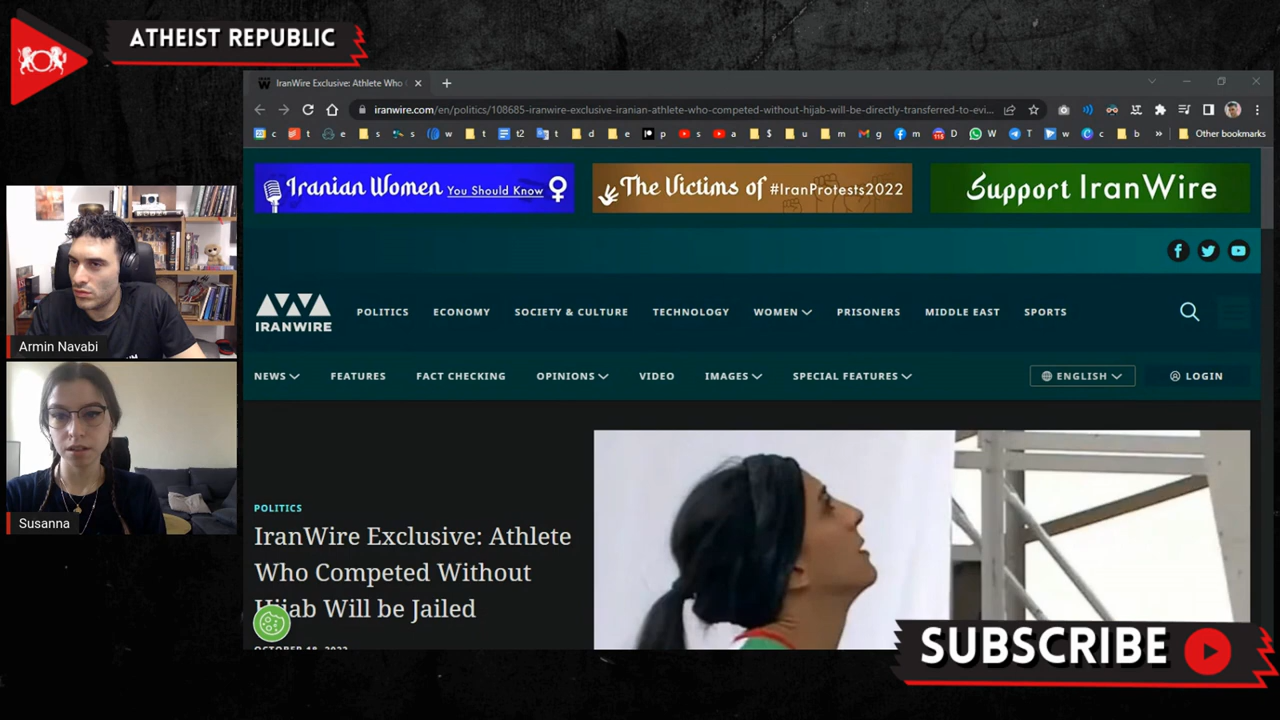 ATHEIST REPUBLIC
IranWire Exclusive: Athlete Who
iranwire.com/en/politics/108685-iranwire-exclusive-iranian-athlete-who-competed-without-hijab-will-be-directly-transferred-to-evi...
c t e s s w t t2 t d e p s a $ u m g m D W T w c b » Other bookmarks
Iranian Women You Should Know
The Victims of #IranProtests2022
Support IranWire
IRANWIRE
POLITICS ECONOMY SOCIETY & CULTURE TECHNOLOGY WOMEN PRISONERS MIDDLE EAST SPORTS
NEWS FEATURES FACT CHECKING OPINIONS VIDEO IMAGES SPECIAL FEATURES ENGLISH LOGIN
POLITICS
IranWire Exclusive: Athlete
Who Competed Without
Hijab Will be Jailed
Armin Navabi
Susanna
SUBSCRIBE